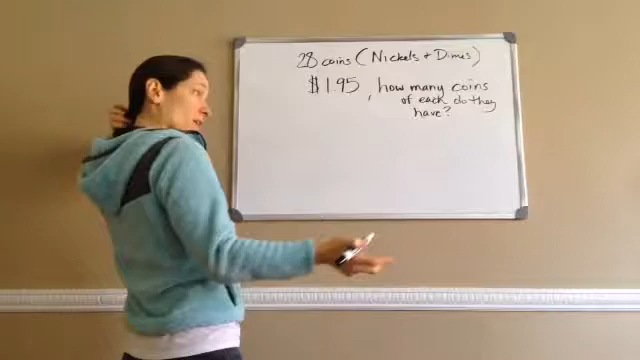 28 coins (Nickels + Dimes)
$1.95, how many coins
of each do they
have?